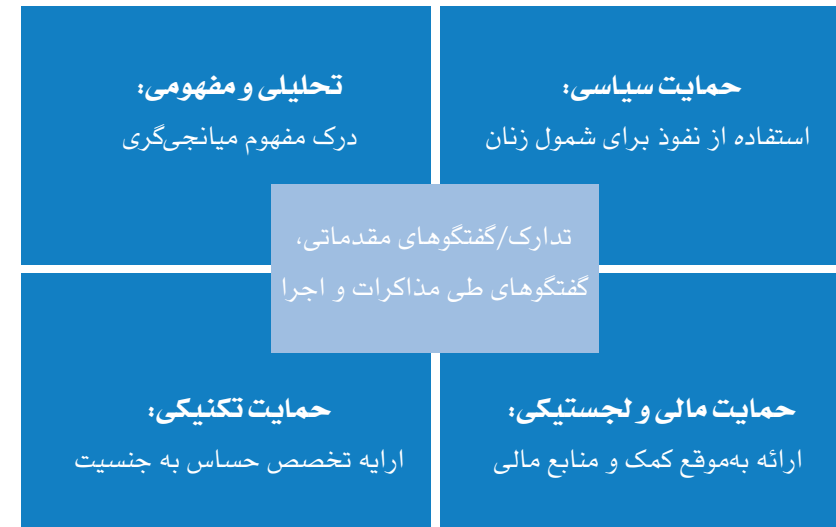 حمایت سیاسی:
استفاده از نفوذ برای شمول زنان
تحلیلی و مفهومی:
درک مفهوم میانجی‌گری
تدارک/گفتگوهای مقدماتی،
گفتگوهای طی مذاکرات و اجرا
حمایت مالی و لجستیکی:
ارائه به‌موقع کمک و منابع مالی
حمایت تکنیکی:
ارایه تخصص حساس به جنسیت